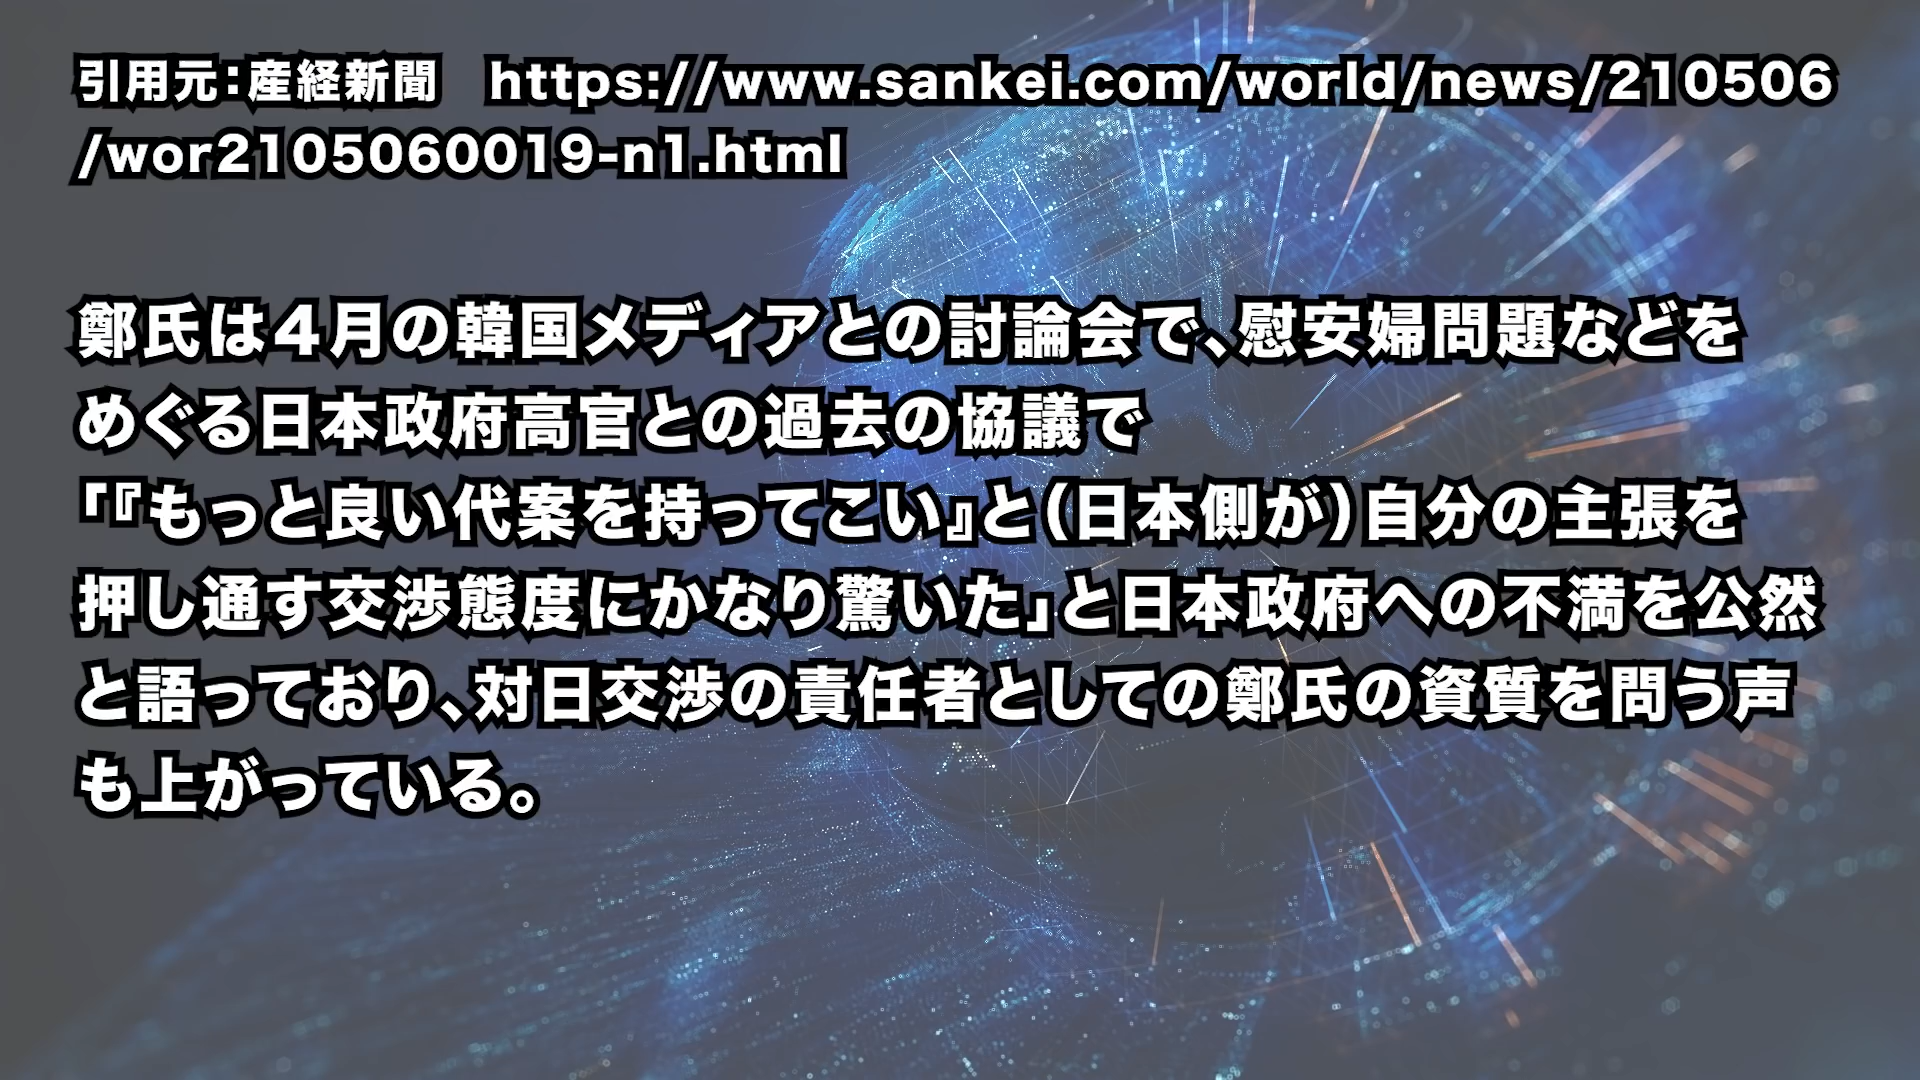 引用元：産経新聞　https://www.sankei.com/world/news/210506
/wor2105060019-n1.html
鄭氏は４月の韓国メディアとの討論会で、慰安婦問題などを
めぐる日本政府高官との過去の協議で
「『もっと良い代案を持ってこい』と（日本側が）自分の主張を
押し通す交渉態度にかなり驚いた」と日本政府への不満を公然
と語っており、対日交渉の責任者としての鄭氏の資質を問う声
も上がっている。